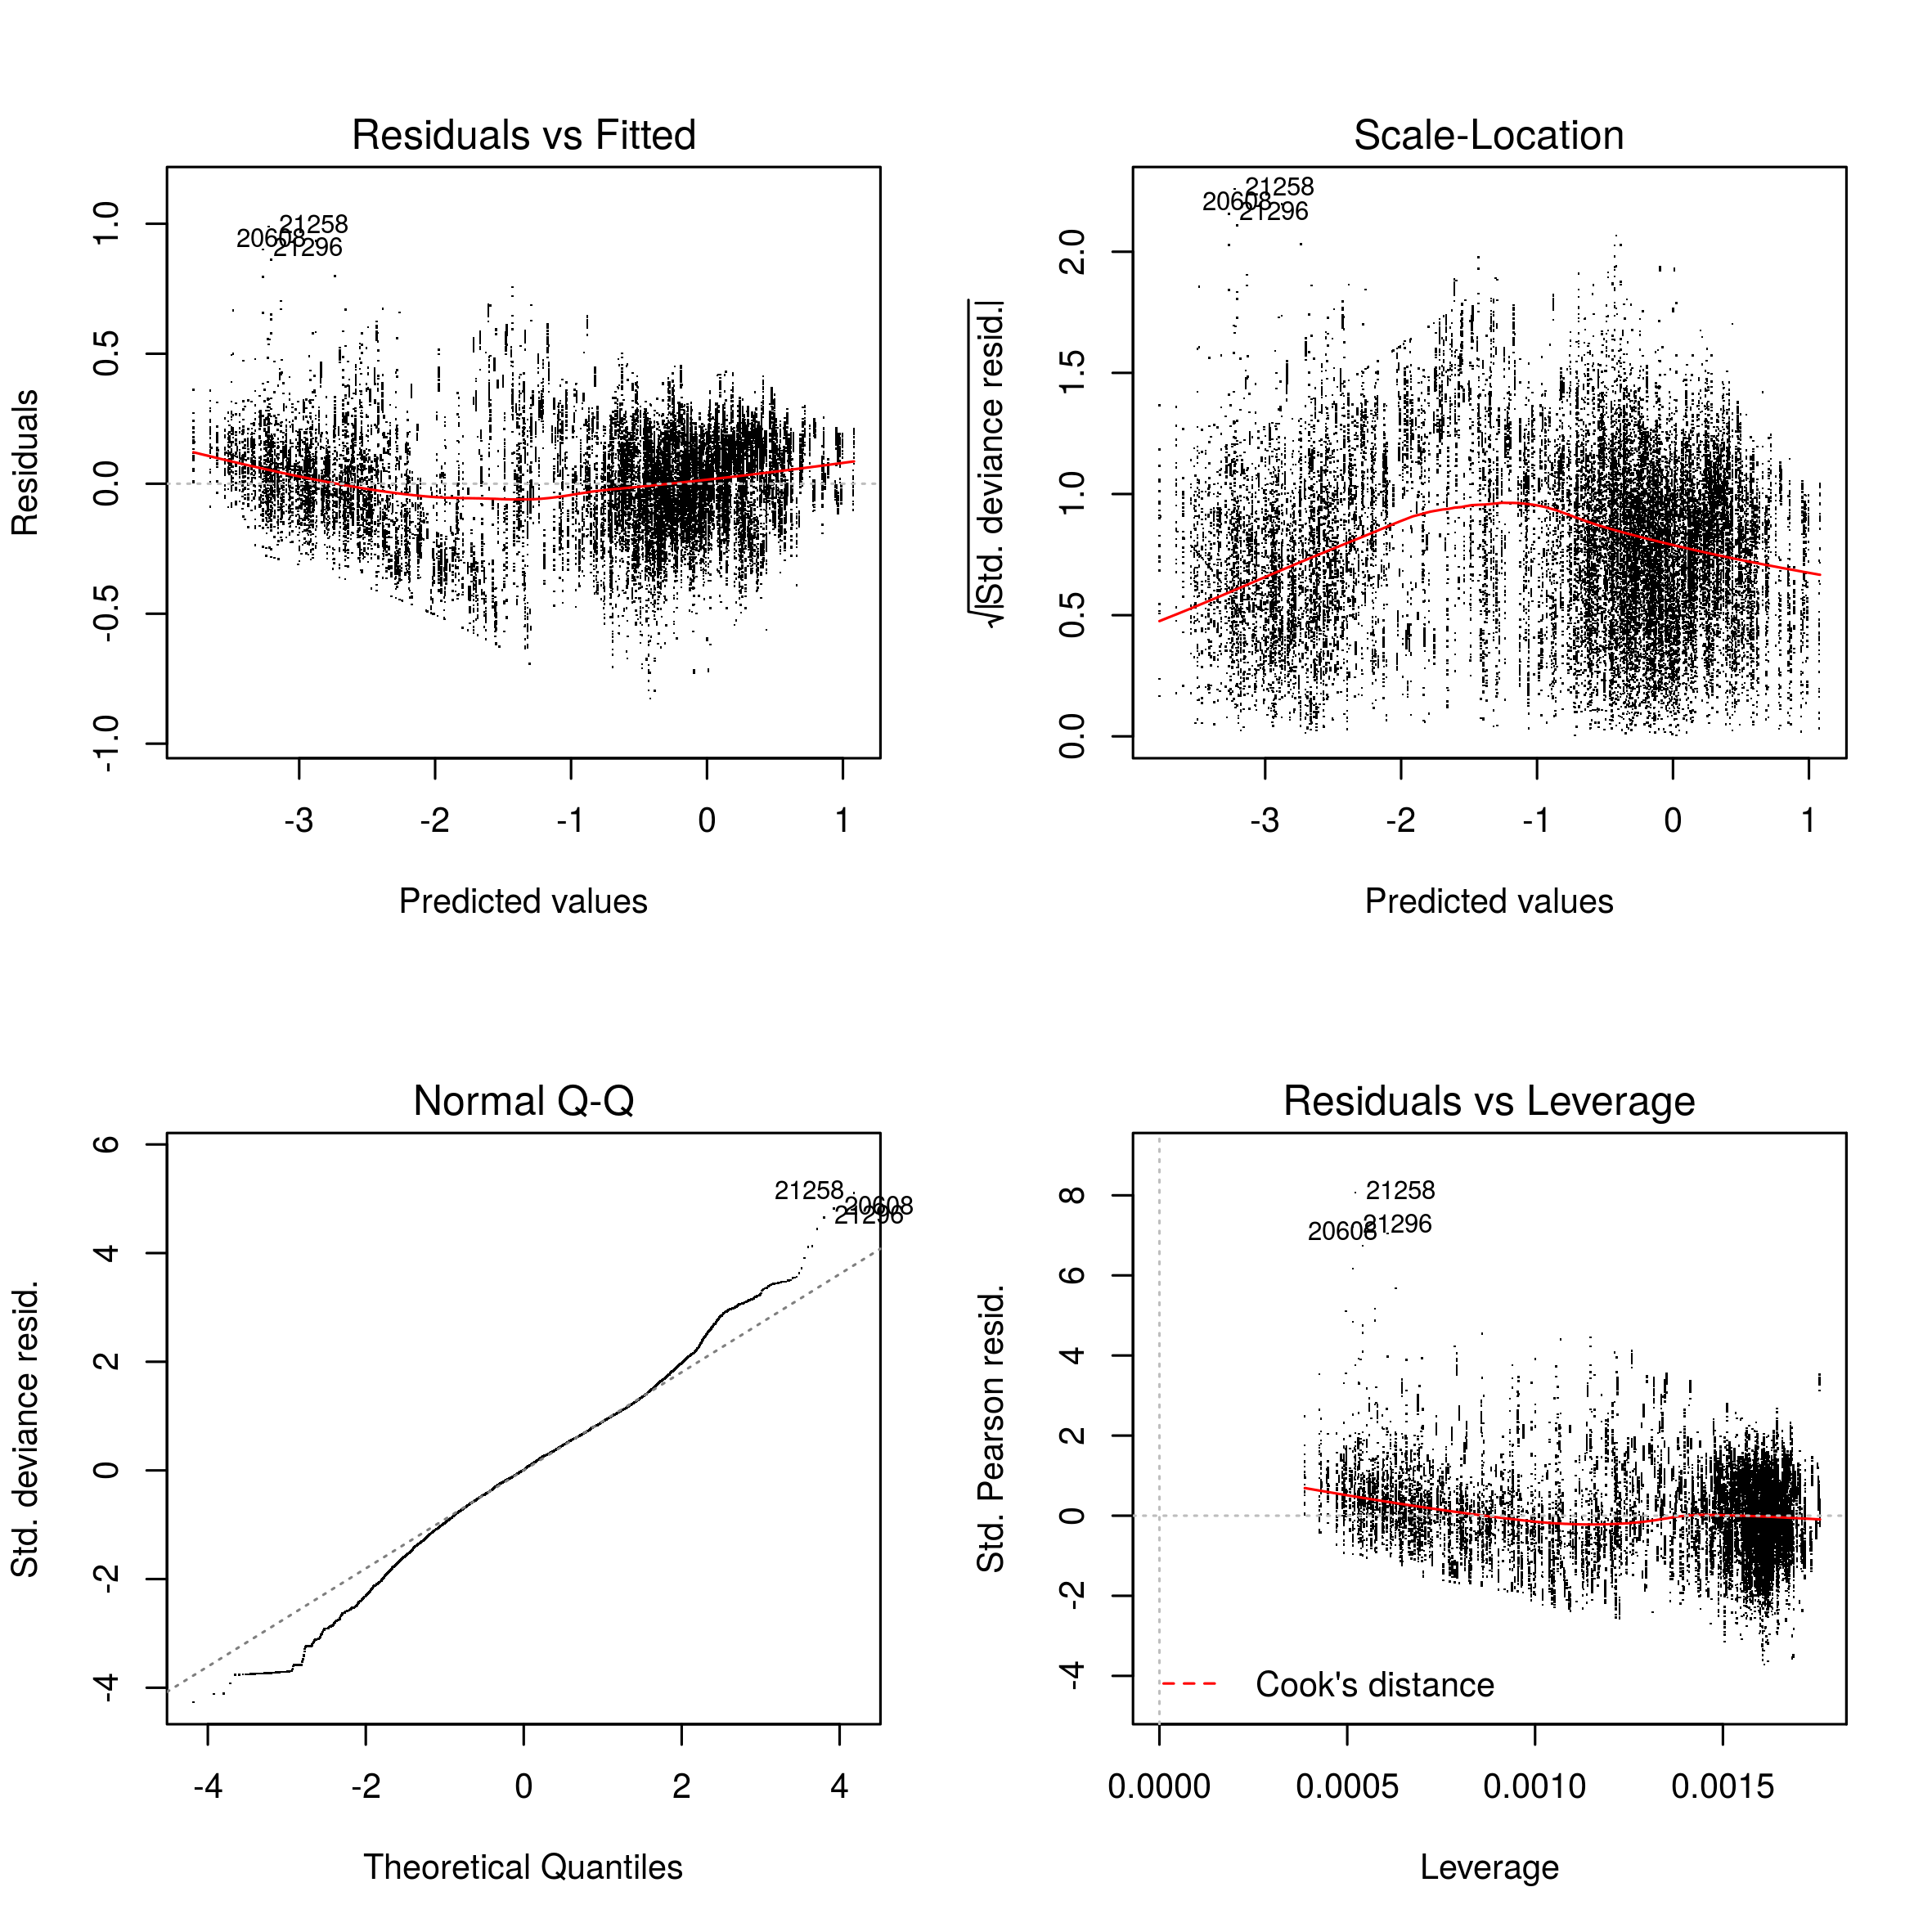 Residuals vs Fitted
Residuals
1.0
0.5
0.0
-0.5
-1.0
21258
20608
21296
-3 -2 -1 0 1
Predicted values
Scale-Location
√|Std. deviance resid.|
2.0
1.5
1.0
0.5
0.0
21258
20608
21296
-3 -2 -1 0 1
Predicted values
Normal Q-Q
Std. deviance resid.
6
4
2
0
-2
-4
21258
20608
21296
-4 -2 0 2 4
Theoretical Quantiles
Residuals vs Leverage
Std. Pearson resid.
8
6
4
2
0
-2
-4
21258
21296
20608
Cook's distance
0.0000 0.0005 0.0010 0.0015
Leverage